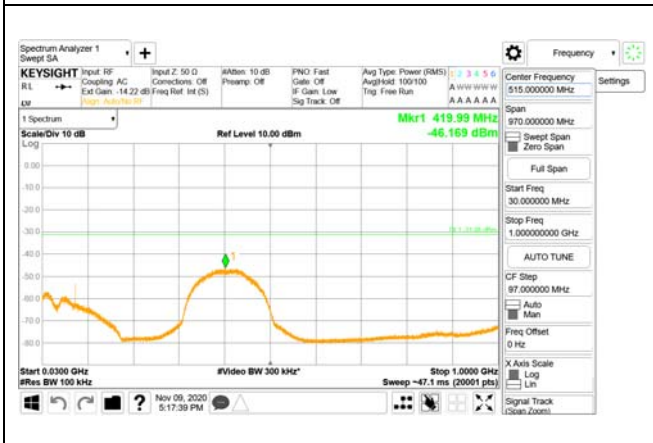 Spectrum Analyzer 1
Swept SA
Frequency
KEYSIGHT
RL
Input: RF
Coupling: AC
Ext Gain: -14.22 dB
Align: Auto/No RF
Input Z: 50 Ω
Corrections: Off
Freq Ref: Int (S)
#Atten: 10 dB
Preamp: Off
PNO: Fast
Gate: Off
IF Gain: Low
Sig Track: Off
Avg Type: Power (RMS)
Avg|Hold: 100/100
Trig: Free Run
1 2 3 4 5 6
A W W W W W
A A A A A A
1 Spectrum
Scale/Div 10 dB
Log
Ref Level 10.00 dBm
Mkr1 419.99 MHz
-46.169 dBm
0.00
-10.0
-20.0
-30.0
-40.0
-50.0
-60.0
-70.0
-80.0
1
Start 0.0300 GHz
#Res BW 100 kHz
#Video BW 300 kHz*
Stop 1.0000 GHz
Sweep ~47.1 ms (20001 pts)
Center Frequency
515.000000 MHz
Settings
Span
970.000000 MHz
Swept Span
Zero Span
Full Span
Start Freq
30.000000 MHz
Stop Freq
1.000000000 GHz
AUTO TUNE
CF Step
97.000000 MHz
Auto
Man
Freq Offset
0 Hz
X Axis Scale
Log
Lin
Signal Track
(Span Zoom)
?
Nov 09, 2020
5:17:39 PM